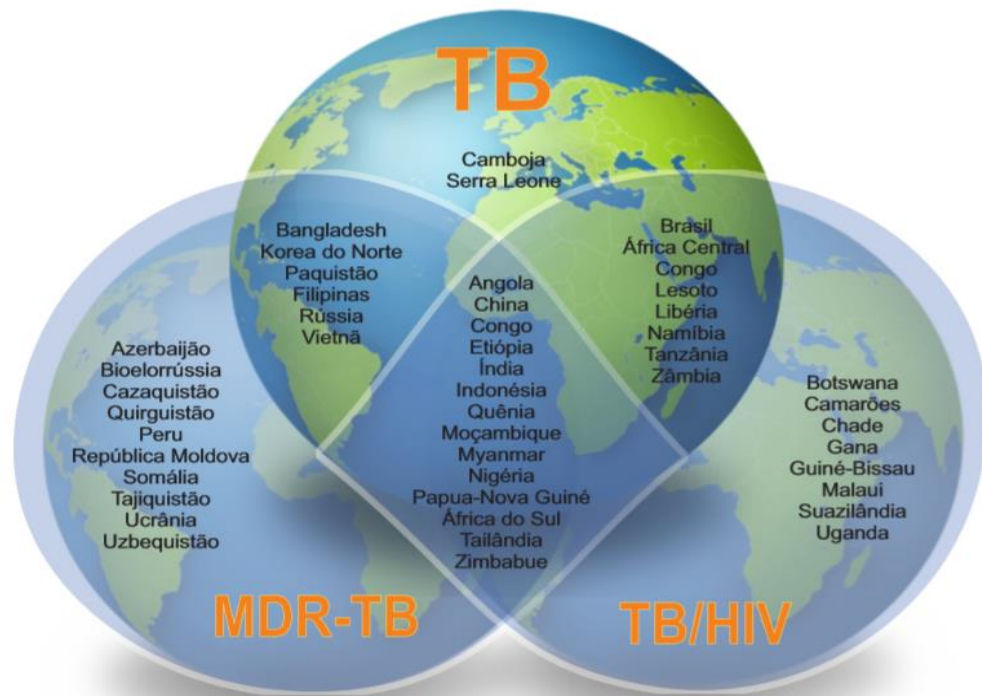 TB
Camboja
Serra Leone
Bangladesh
Korea do Norte
Paquistão
Filipinas
Rússia
Vietnã
Brasil
África Central
Congo
Lesoto
Libéria
Namíbia
Tanzânia
Zâmbia
Angola
China
Congo
Etiópia
Índia
Indonésia
Quênia
Moçambique
Myanmar
Nigéria
Papua-Nova Guiné
África do Sul
Tailândia
Zimbabue
Azerbaijão
Bioelorrússia
Cazaquistão
Quirguistão
Peru
República Moldova
Somália
Tajiquistão
Ucrânia
Uzbequistão
Botswana
Camarões
Chade
Gana
Guiné-Bissau
Malaui
Suazilândia
Uganda
MDR-TB
TB/HIV